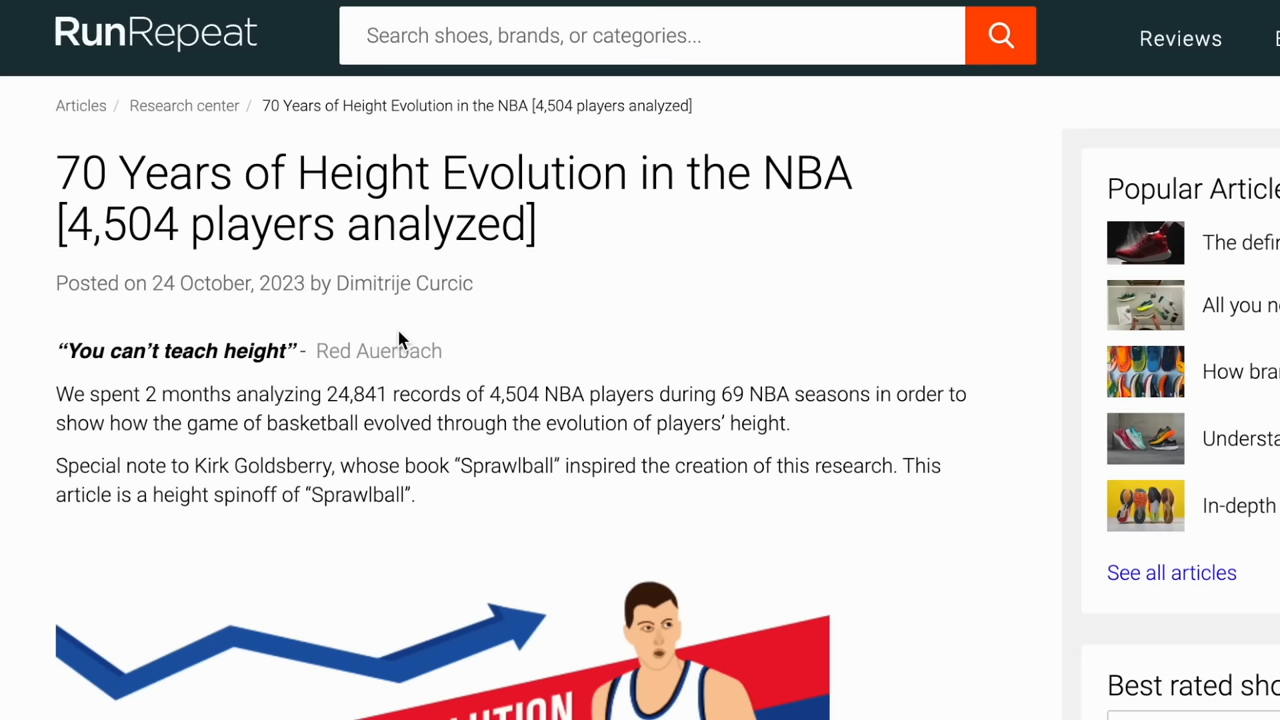 RunRepeat
Search shoes, brands, or categories...
Reviews
Articles / Research center / 70 Years of Height Evolution in the NBA [4,504 players analyzed]
70 Years of Height Evolution in the NBA
[4,504 players analyzed]
Posted on 24 October, 2023 by Dimitrije Curcic
“You can’t teach height” - Red Auerbach
We spent 2 months analyzing 24,841 records of 4,504 NBA players during 69 NBA seasons in order to
show how the game of basketball evolved through the evolution of players’ height.
Special note to Kirk Goldsberry, whose book “Sprawlball” inspired the creation of this research. This
article is a height spinoff of “Sprawlball”.
Popular Article
The defi
All you n
How bra
Understa
In-depth
See all articles
Best rated sho